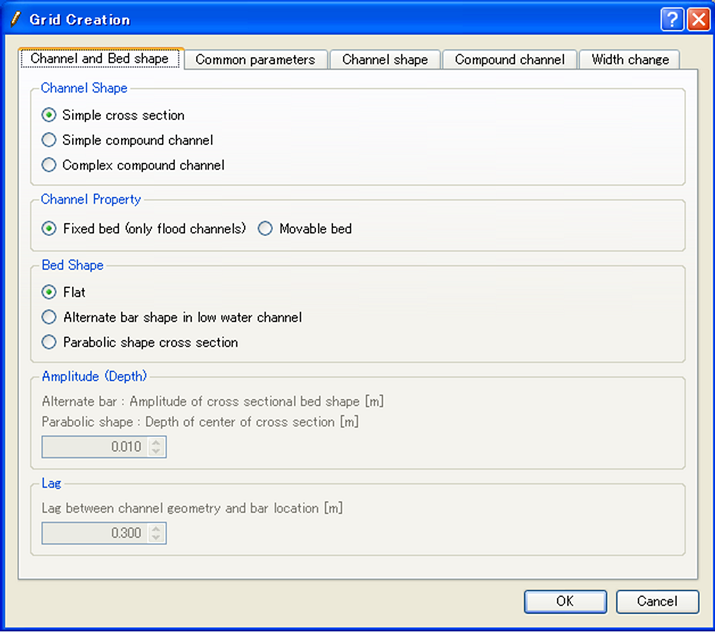 Grid Creation
Channel and Bed shape Common parameters Channel shape Compound channel Width change
Channel Shape
Simple cross section
Simple compound channel
Complex compound channel
Channel Property
Fixed bed (only flood channels) Movable bed
Bed Shape
Flat
Alternate bar shape in low water channel
Parabolic shape cross section
Amplitude (Depth)
Alternate bar : Amplitude of cross sectional bed shape [m]
Parabolic shape : Depth of center of cross section [m]
0.010
Lag
Lag between channel geometry and bar location [m]
0.300
OK Cancel